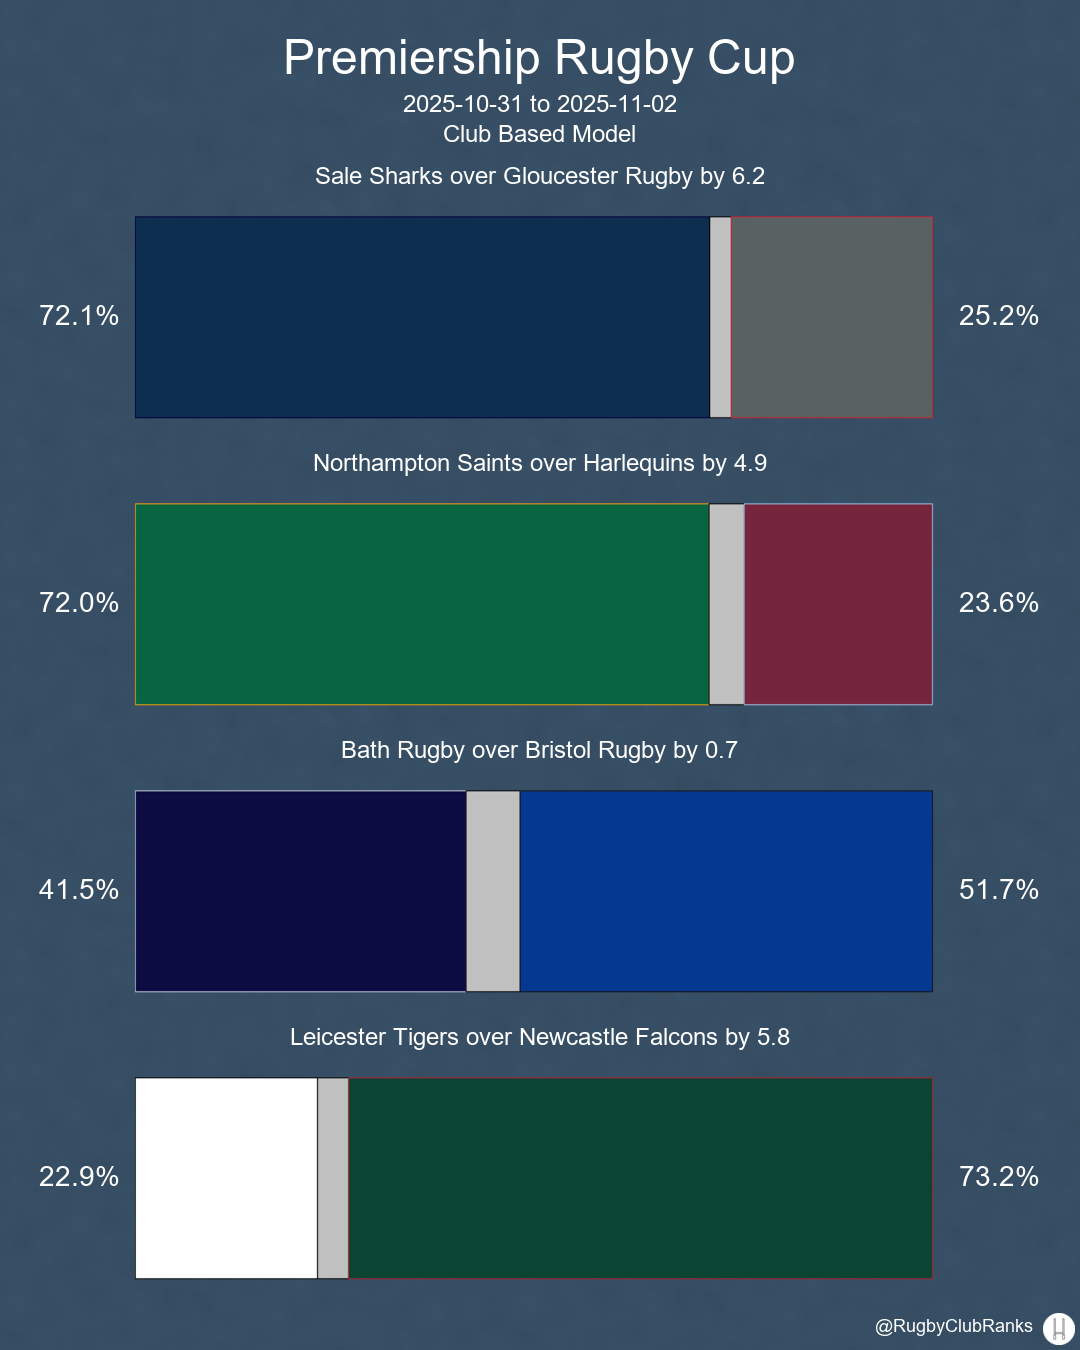 Premiership Rugby Cup
2025-10-31 to 2025-11-02
Club Based Model
Sale Sharks over Gloucester Rugby by 6.2
72.1%
25.2%
Northampton Saints over Harlequins by 4.9
72.0%
23.6%
Bath Rugby over Bristol Rugby by 0.7
41.5%
51.7%
Leicester Tigers over Newcastle Falcons by 5.8
22.9%
73.2%
@RugbyClubRanks